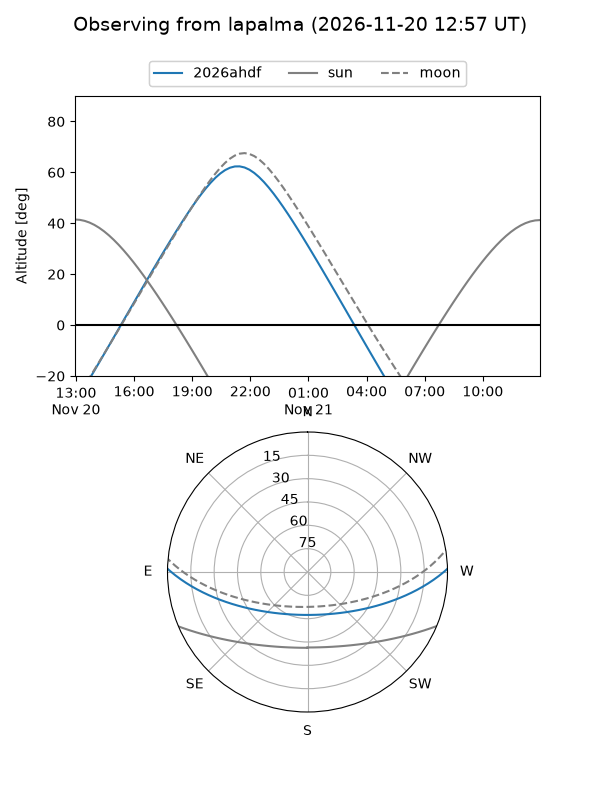 Observing from lapalma (2026-11-20 12:57 UT)
2026ahdf sun moon
Altitude [deg]
80
60
40
20
0
−20
13:00 16:00 19:00 22:00 01:00 04:00 07:00 10:00
Nov 20 Nov 21
N
NE NW
15
30
45
60
75
E W
SE SW
S